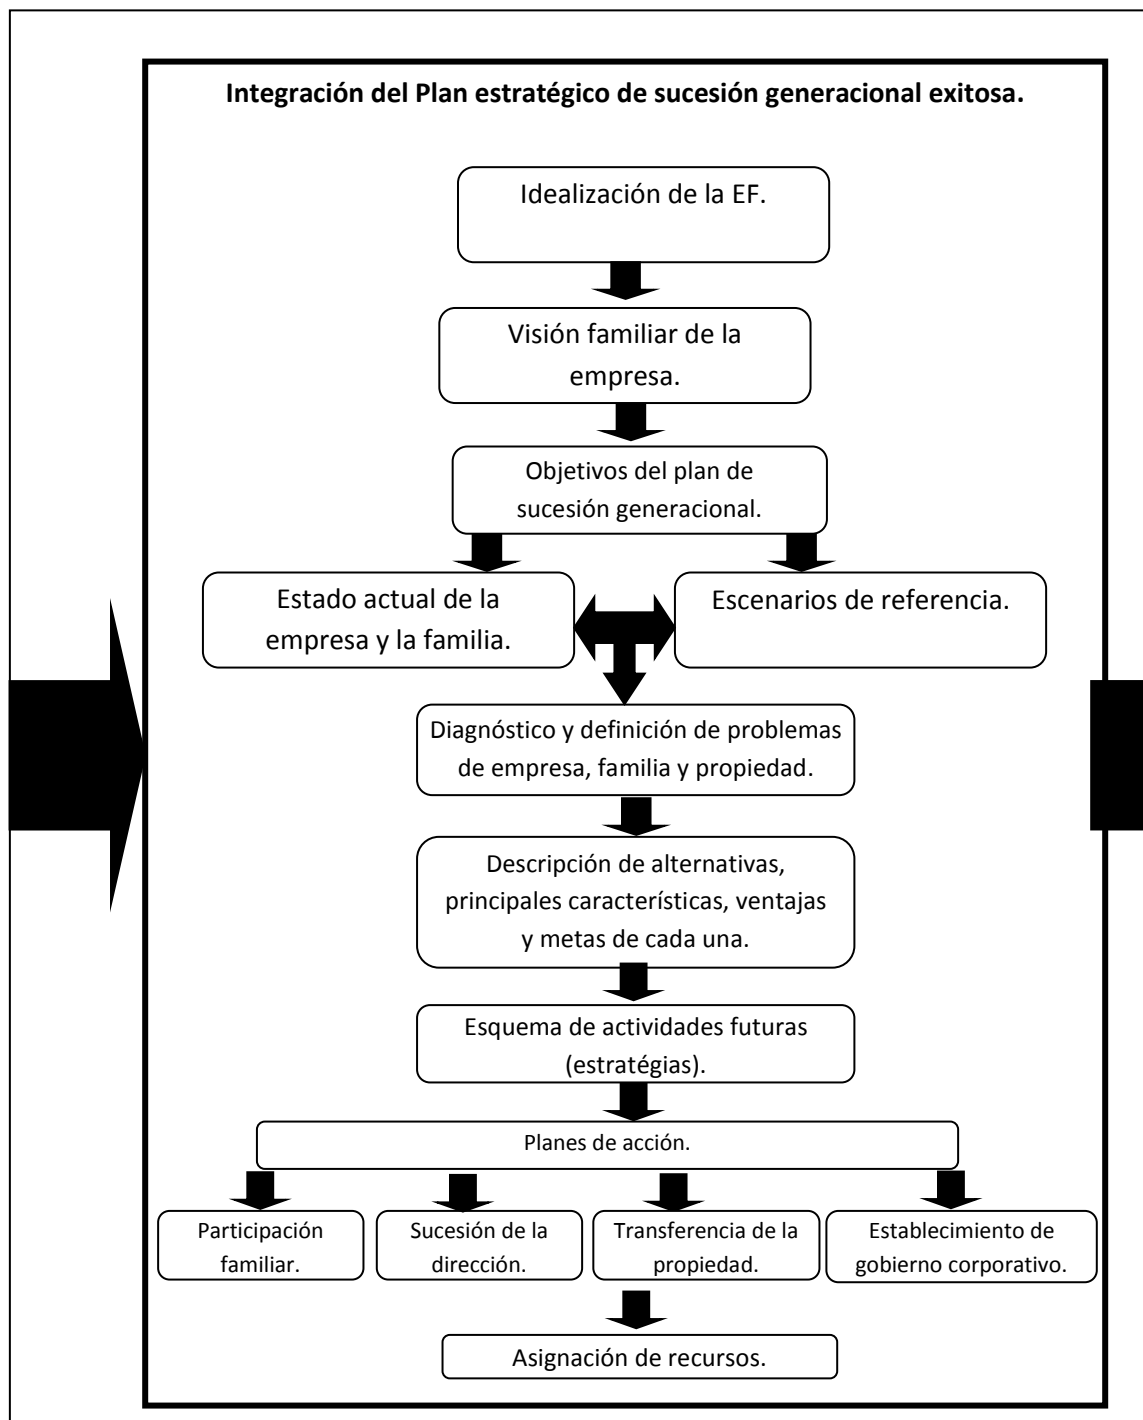 Integración del Plan estratégico de sucesión generacional exitosa.
Idealización de la EF.
Visión familiar de la
empresa.
Objetivos del plan de
sucesión generacional.
Estado actual de la
empresa y la familia.
Escenarios de referencia.
Diagnóstico y definición de problemas
de empresa, familia y propiedad.
Descripción de alternativas,
principales características, ventajas
y metas de cada una.
Esquema de actividades futuras
(estratégias).
Planes de acción.
Participación
familiar.
Sucesión de la
dirección.
Transferencia de la
propiedad.
Establecimiento de
gobierno corporativo.
Asignación de recursos.